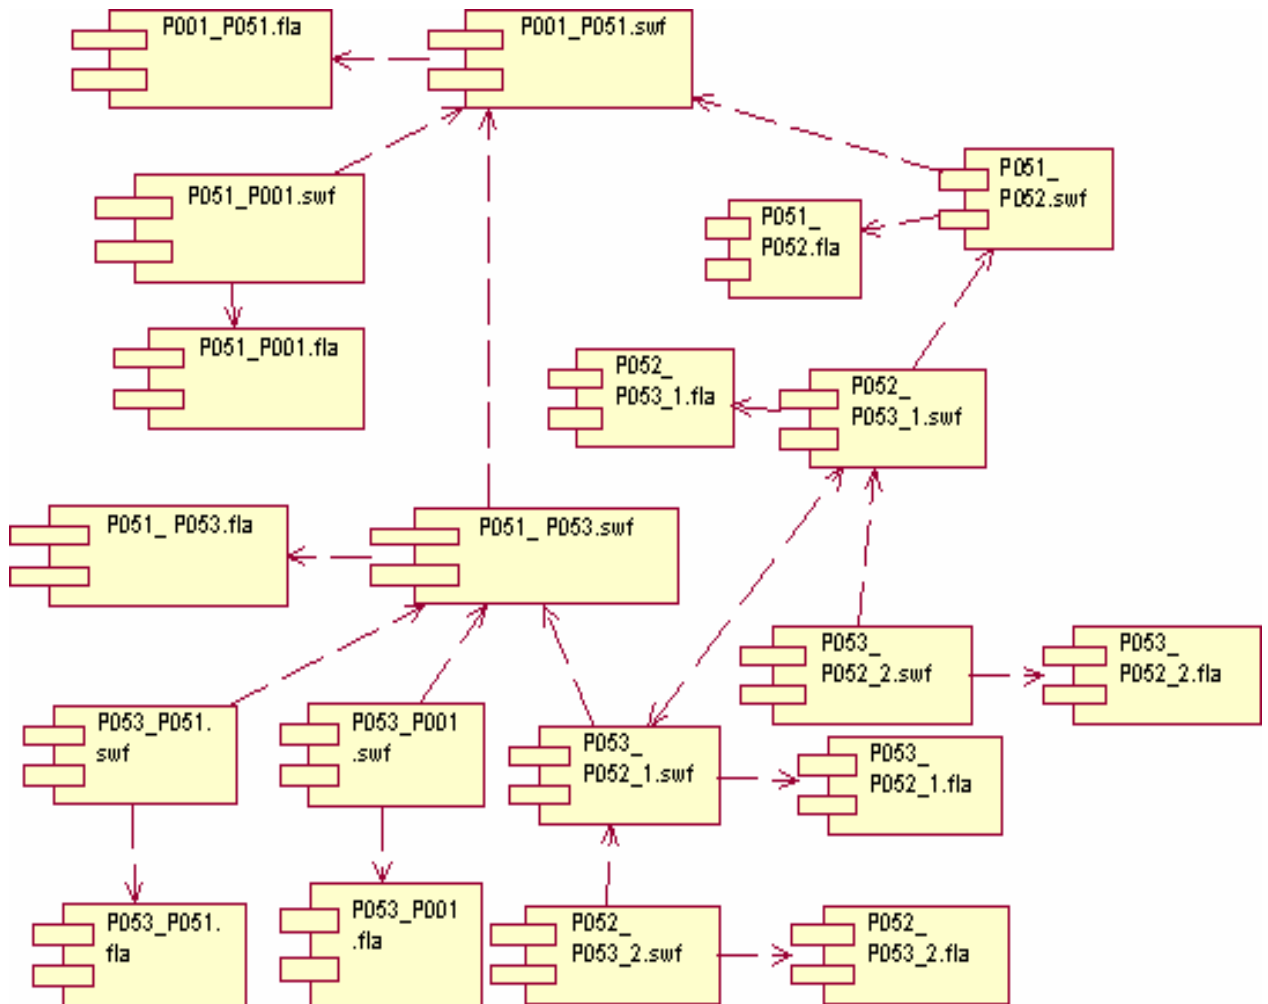 P001_P051.fla
P001_P051.swf
P051_P001.swf
P051_
P052.swf
P051_
P052.fla
P051_P001.fla
P052_
P053_1.fla
P052_
P053_1.swf
P051_ P053.fla
P051_ P053.swf
P053_
P052_2.swf
P053_
P052_2.fla
P053_P051.
swf
P053_P001
.swf
P053_
P052_1.swf
P053_
P052_1.fla
P053_P051.
fla
P053_P001
.fla
P052_
P053_2.swf
P052_
P053_2.fla